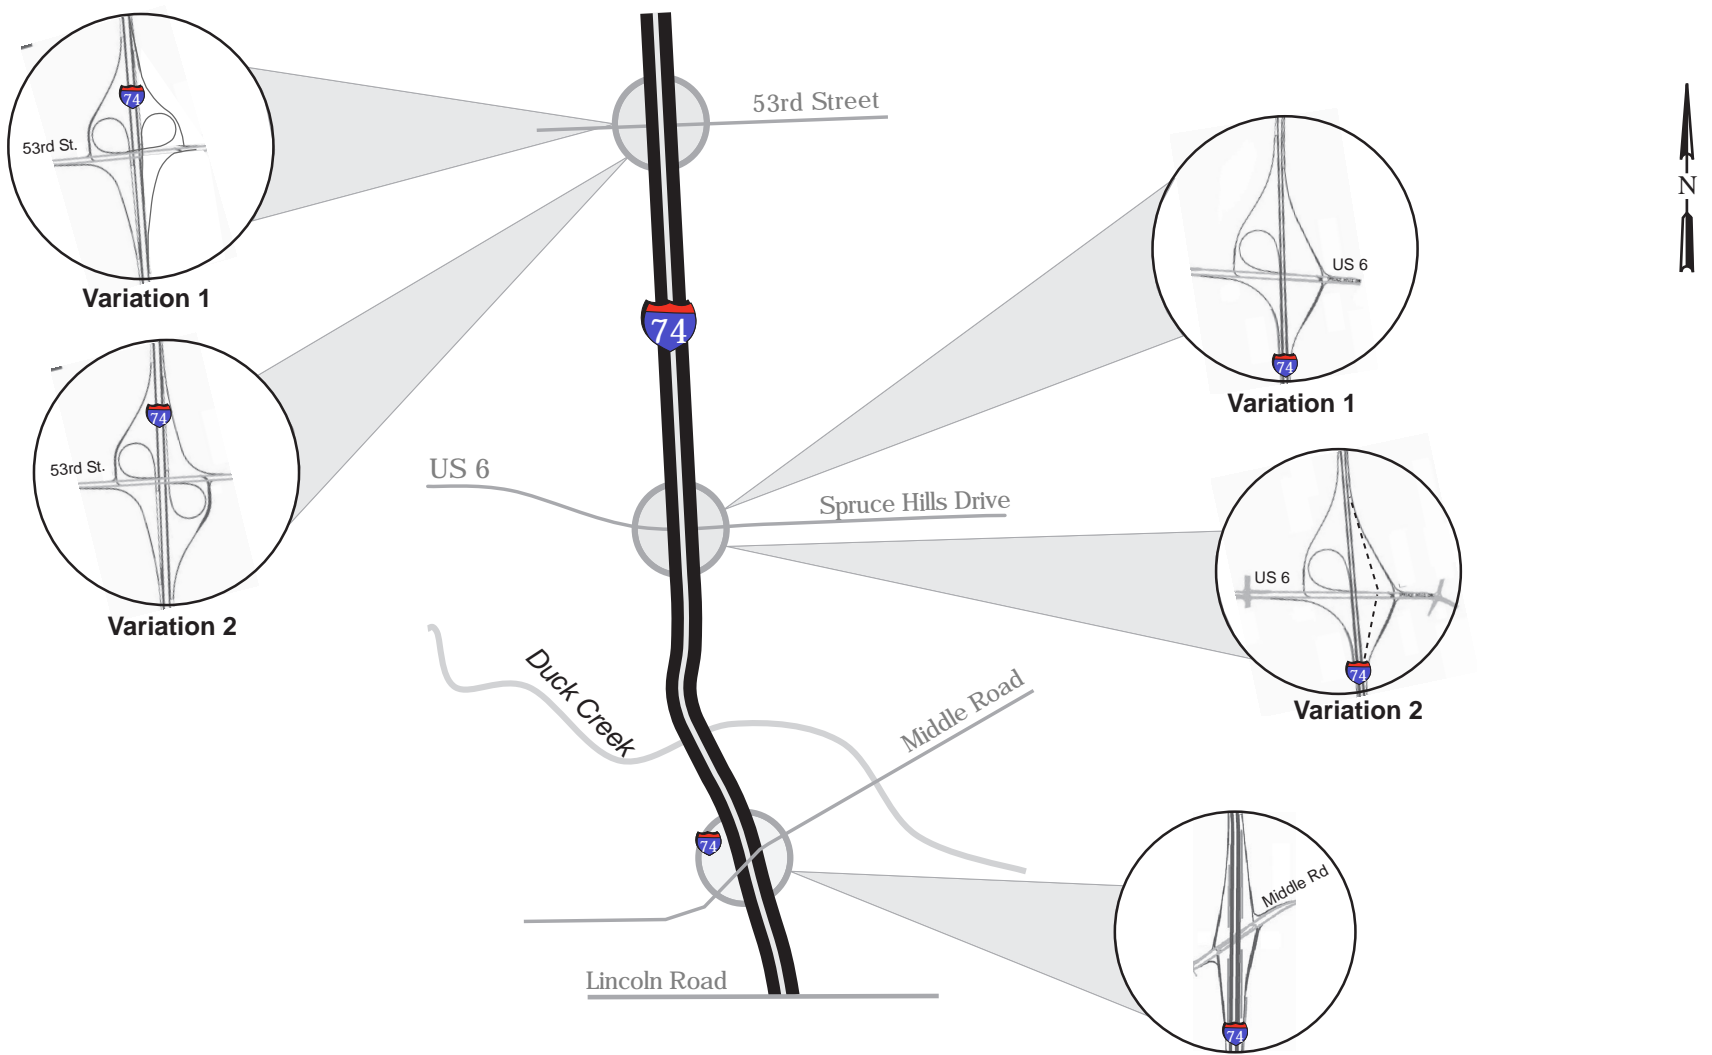 53rd Street
74
53rd St.
Variation 1
N
74
US 6
74
Variation 1
74
74
53rd St.
Variation 2
US 6
Spruce Hills Drive
US 6
74
Variation 2
Duck Creek
Middle Road
74
Middle Rd
74
Lincoln Road